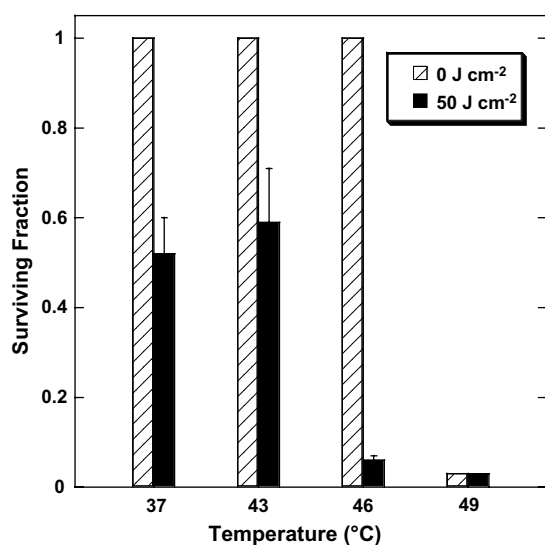 1
0.8
0.6
0.4
0.2
0
Surviving Fraction
0 J cm-2
50 J cm-2
37 43 46 49
Temperature (°C)